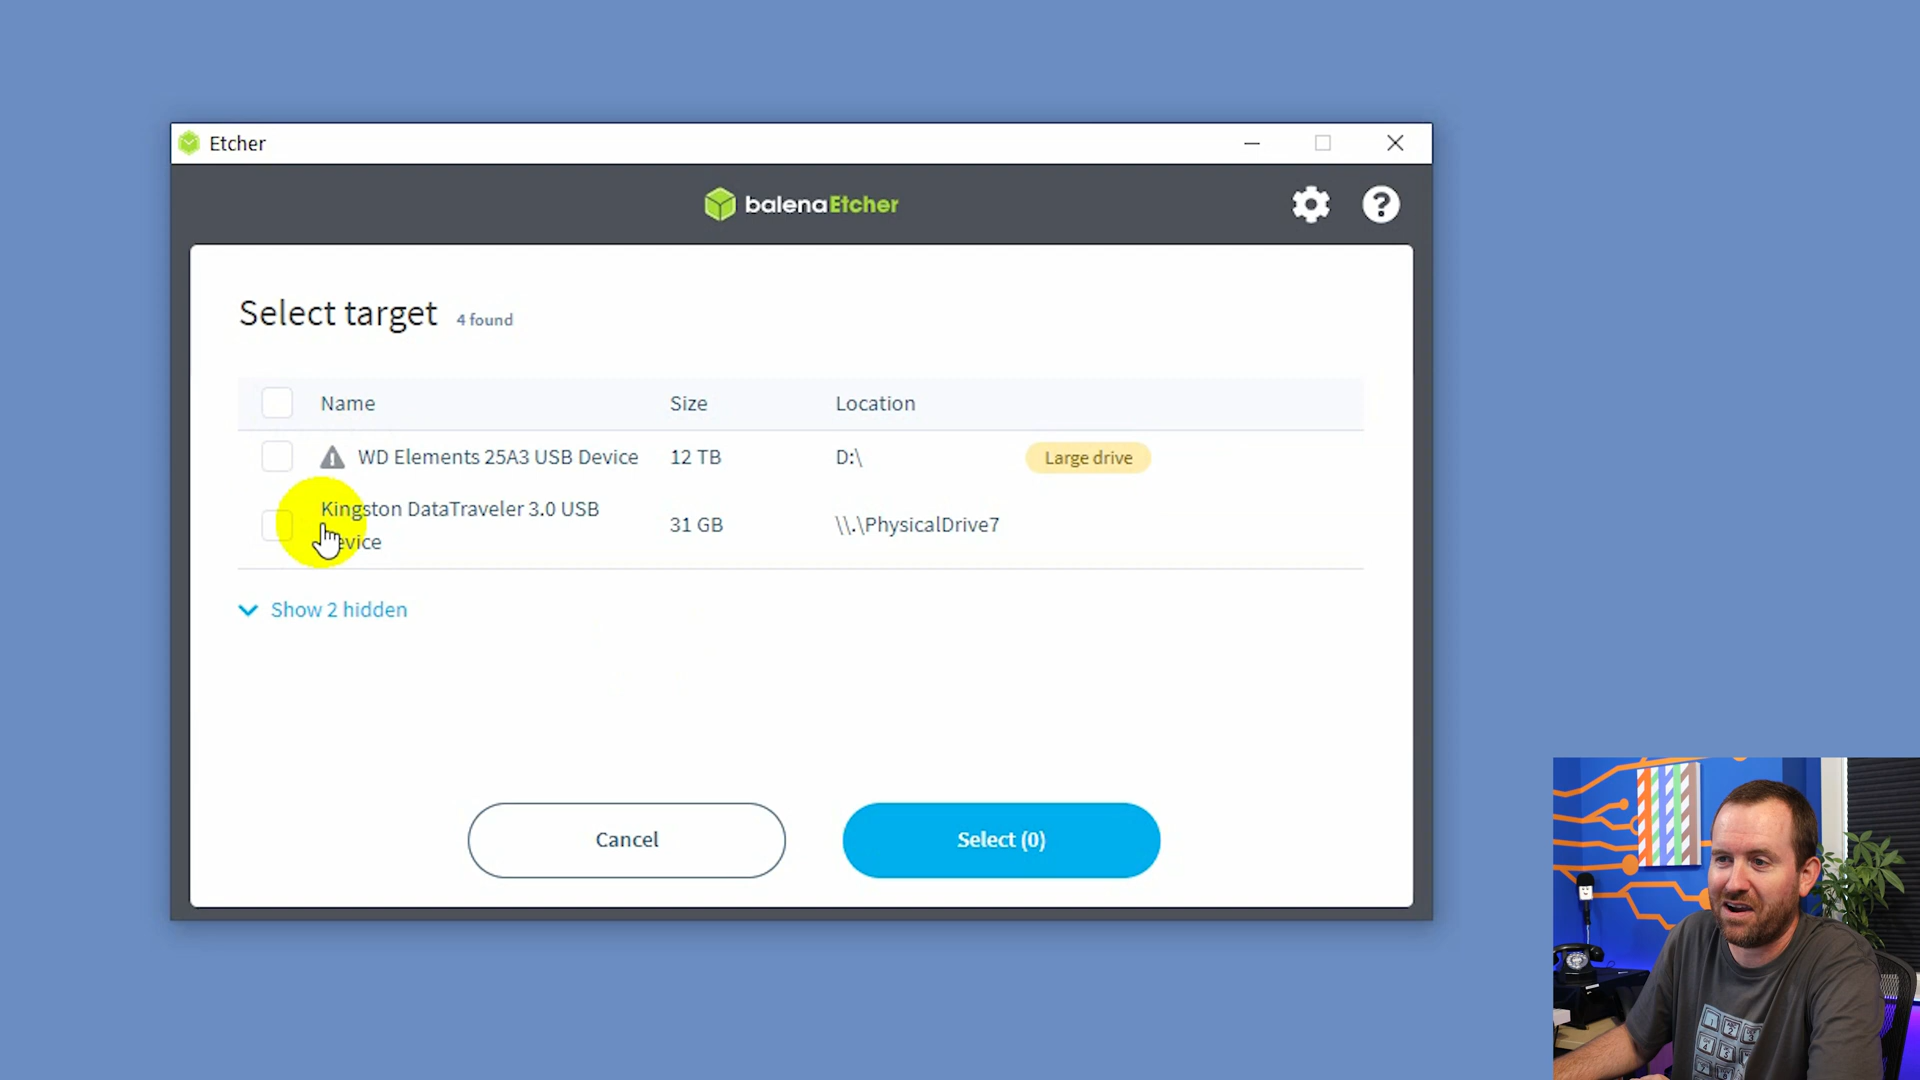 Etcher
balenaEtcher
Select target 4 found
Name Size Location
WD Elements 25A3 USB Device 12 TB D:\ Large drive
Kingston DataTraveler 3.0 USB
evice 31 GB \\.\PhysicalDrive7
Show 2 hidden
Cancel Select (0)